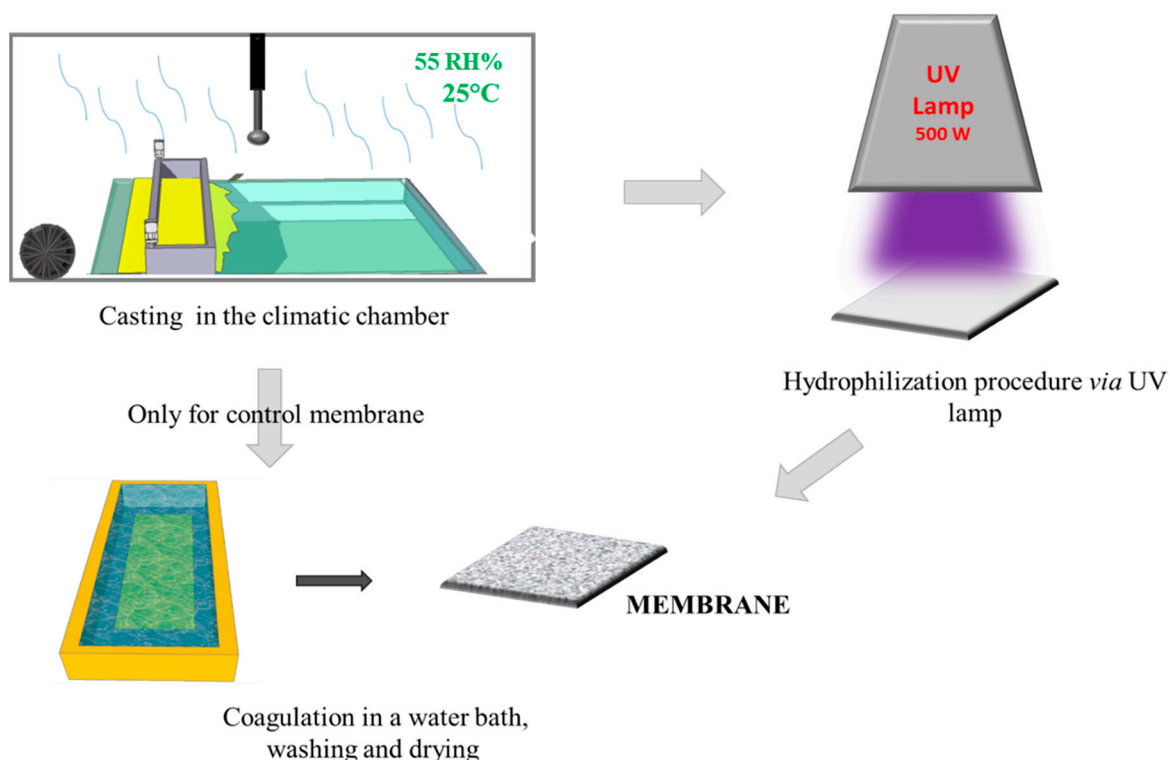 55 RH%
25°C
UV
Lamp
500 W
Casting in the climatic chamber
Hydrophilization procedure via UV
lamp
Only for control membrane
MEMBRANE
Coagulation in a water bath,
washing and drying